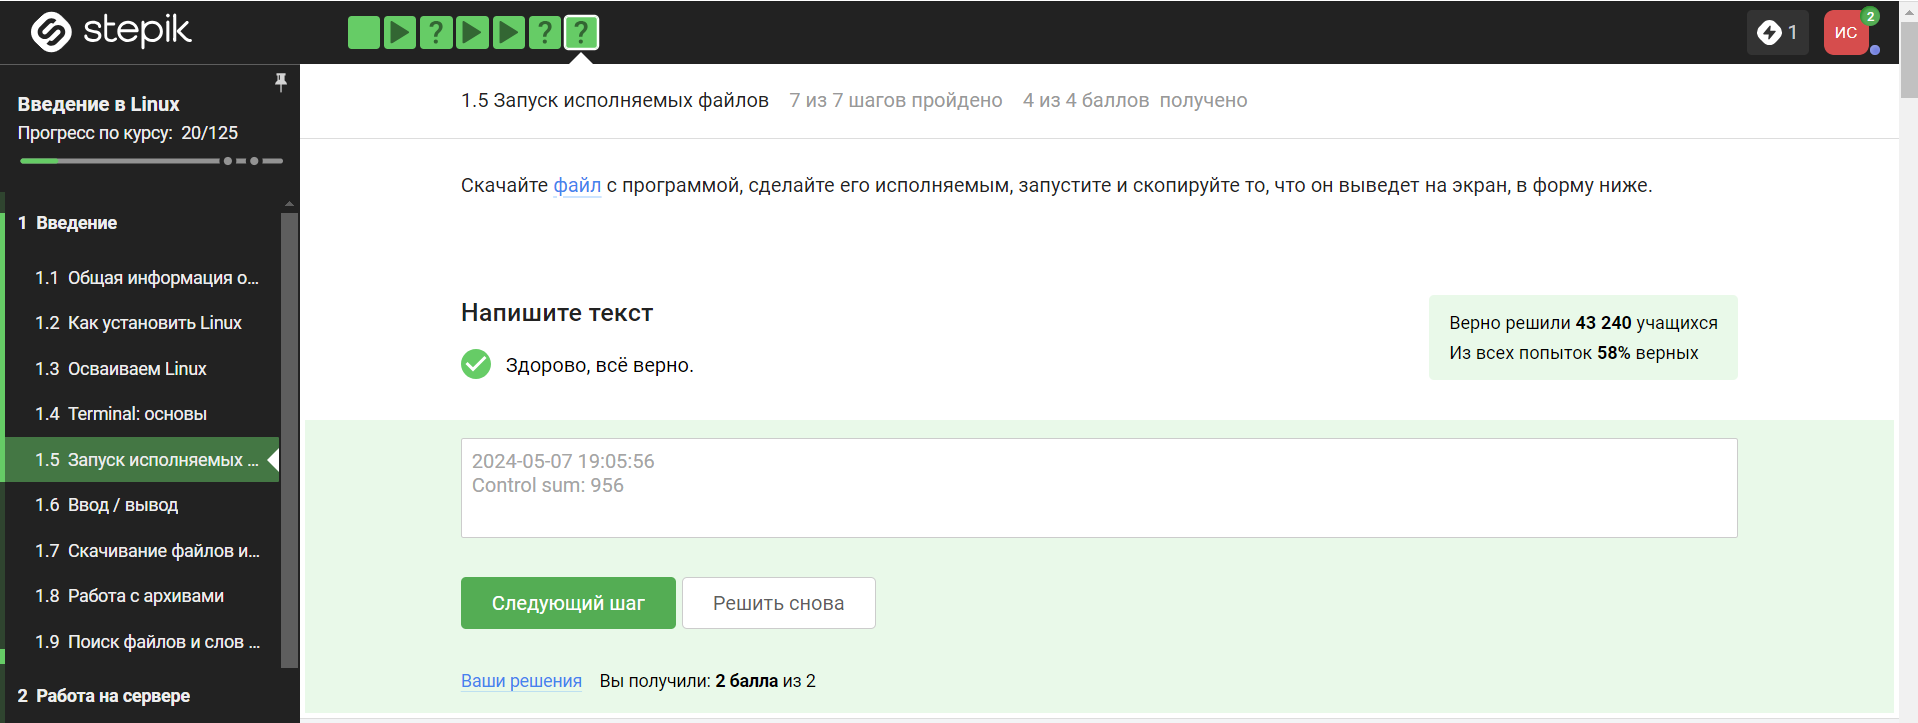 stepik
?
?
?
1
ИС
2
Введение в Linux
Прогресс по курсу: 20/125
1 Введение
1.1 Общая информация о...
1.2 Как установить Linux
1.3 Осваиваем Linux
1.4 Terminal: основы
1.5 Запуск исполняемых ...
1.6 Ввод / вывод
1.7 Скачивание файлов и...
1.8 Работа с архивами
1.9 Поиск файлов и слов ...
2 Работа на сервере
1.5 Запуск исполняемых файлов 7 из 7 шагов пройдено 4 из 4 баллов получено
Скачайте файл с программой, сделайте его исполняемым, запустите и скопируйте то, что он выведет на экран, в форму ниже.
Напишите текст
Здорово, всё верно.
Верно решили 43 240 учащихся
Из всех попыток 58% верных
2024-05-07 19:05:56
Control sum: 956
Следующий шаг
Решить снова
Ваши решения Вы получили: 2 балла из 2